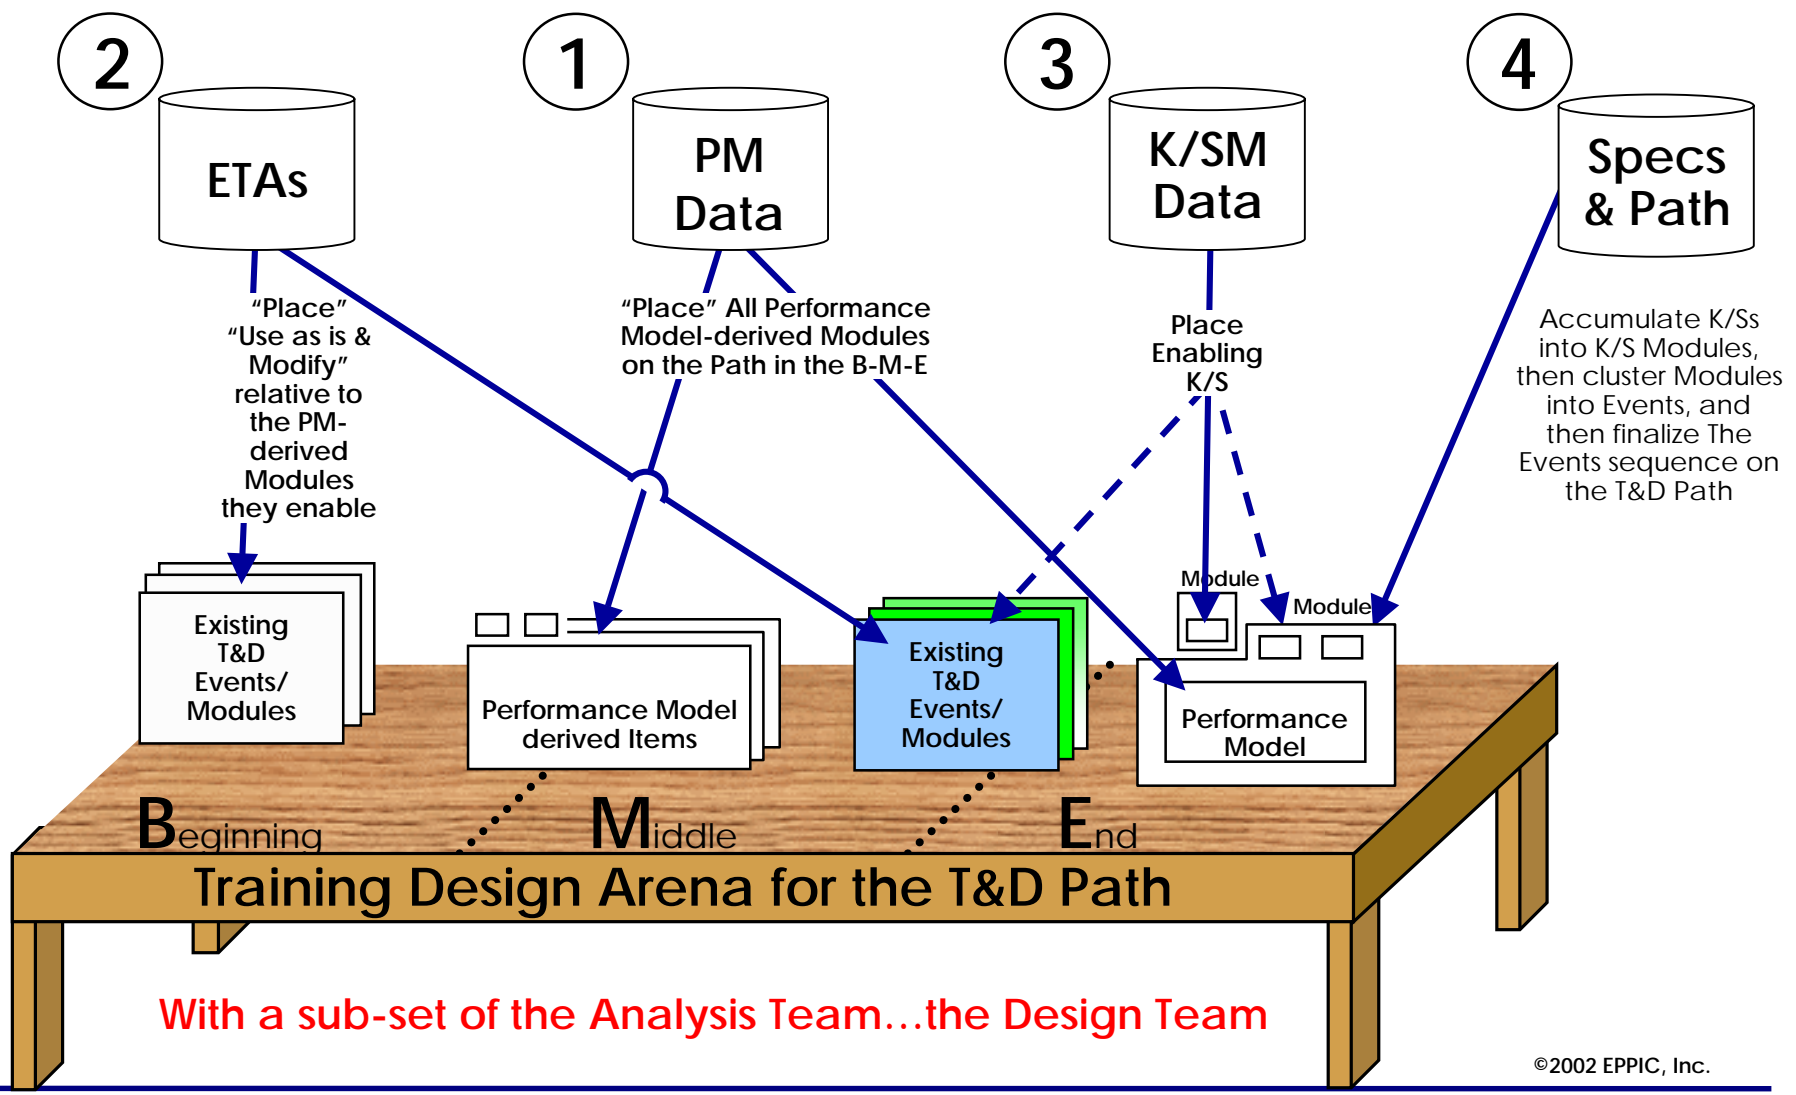 2
1
3
4
ETAs
PM
Data
K/SM
Data
Specs
& Path
“Place”
“Use as is &
Modify”
relative to
the PM-
derived
Modules
they enable
“Place” All Performance
Model-derived Modules
on the Path in the B-M-E
Place
Enabling
K/S
Accumulate K/Ss
into K/S Modules,
then cluster Modules
into Events, and
then finalize The
Events sequence on
the T&D Path
Existing
T&D
Events/
Modules
Performance Model
derived Items
Existing
T&D
Events/
Modules
Module
Module
Performance
Model
Beginning
Middle
End
Training Design Arena for the T&D Path
With a sub-set of the Analysis Team...the Design Team
©2002 EPPIC, Inc.